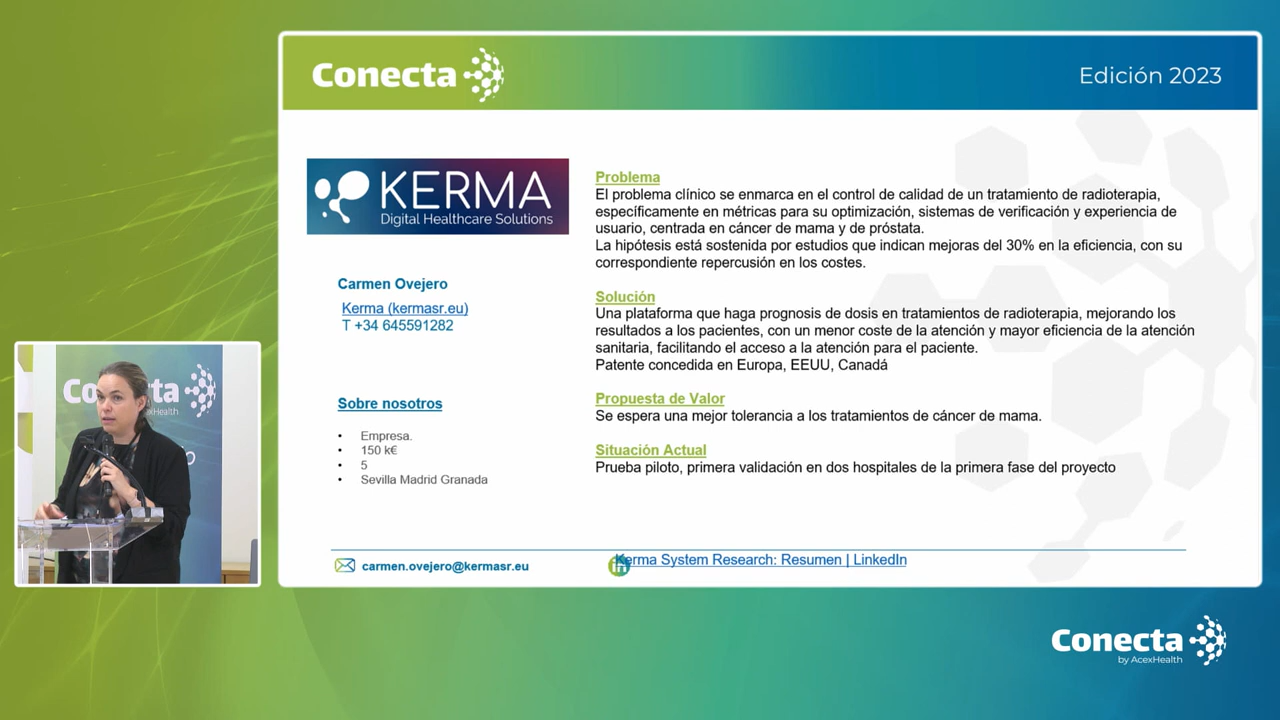 Conecta
Edición 2023
KERMA
Digital Healthcare Solutions
Carmen Ovejero
Kerma (kermasr.eu)
T +34 645591282
Sobre nosotros
• Empresa.
• 150 k€
• 5
• Sevilla Madrid Granada
Problema
El problema clínico se enmarca en el control de calidad de un tratamiento de radioterapia,
específicamente en métricas para su optimización, sistemas de verificación y experiencia de
usuario, centrada en cáncer de mama y de próstata.
La hipótesis está sostenida por estudios que indican mejoras del 30% en la eficiencia, con su
correspondiente repercusión en los costes.
Solución
Una plataforma que haga prognosis de dosis en tratamientos de radioterapia, mejorando los
resultados a los pacientes, con un menor coste de la atención y mayor eficiencia de la atención
sanitaria, facilitando el acceso a la atención para el paciente.
Patente concedida en Europa, EEUU, Canadá
Propuesta de Valor
Se espera una mejor tolerancia a los tratamientos de cáncer de mama.
Situación Actual
Prueba piloto, primera validación en dos hospitales de la primera fase del proyecto
carmen.ovejero@kermasr.eu
in
Kerma System Research: Resumen | LinkedIn
Conecta
by AcexHealth